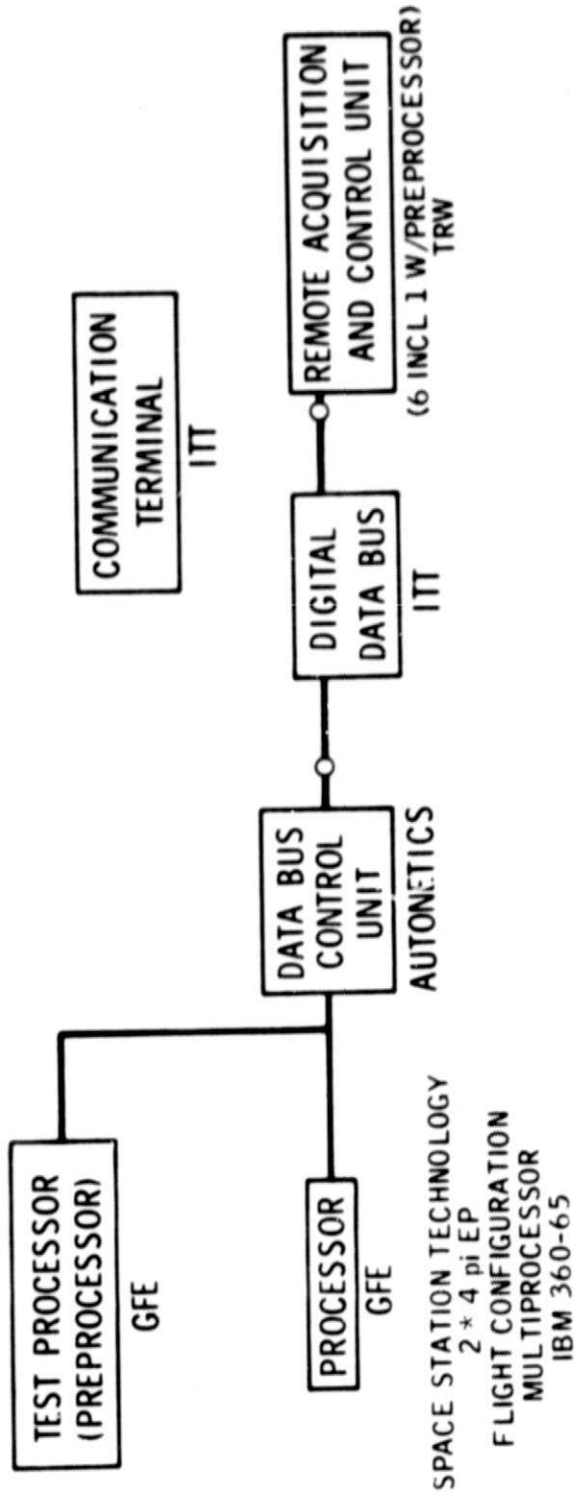 TEST PROCESSOR
(PREPROCESSOR)
GFE
PROCESSOR
GFE
SPACE STATION TECHNOLOGY
2 * 4 pi EP
FLIGHT CONFIGURATION
MULTIPROCESSOR
IBM 360-65
DATA BUS
CONTROL
UNIT
AUTONETICS
COMMUNICATION
TERMINAL
ITT
DIGITAL
DATA BUS
ITT
REMOTE ACQUISITION
AND CONTROL UNIT
(6 INCL 1 W/PREPROCESSOR)
TRW